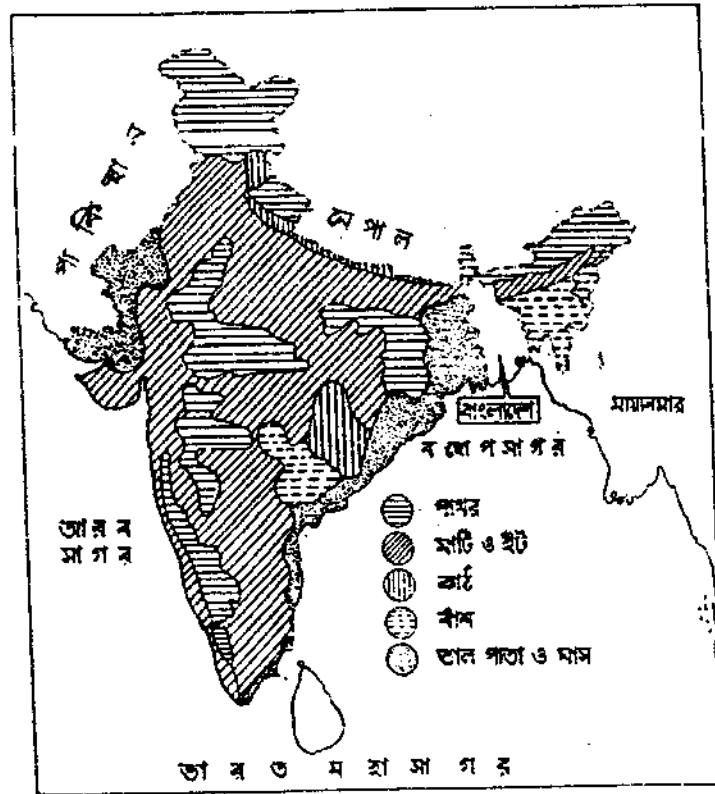 পাকিস্তান
নেপাল
বাংলাদেশ
মায়ানমার
বঙ্গোপসাগর
আরব
সাগর
পাথর
মাটি ও ইট
কাঠ
বাঁশ
তাল পাতা ও ঘাস
ভারত মহাসাগর